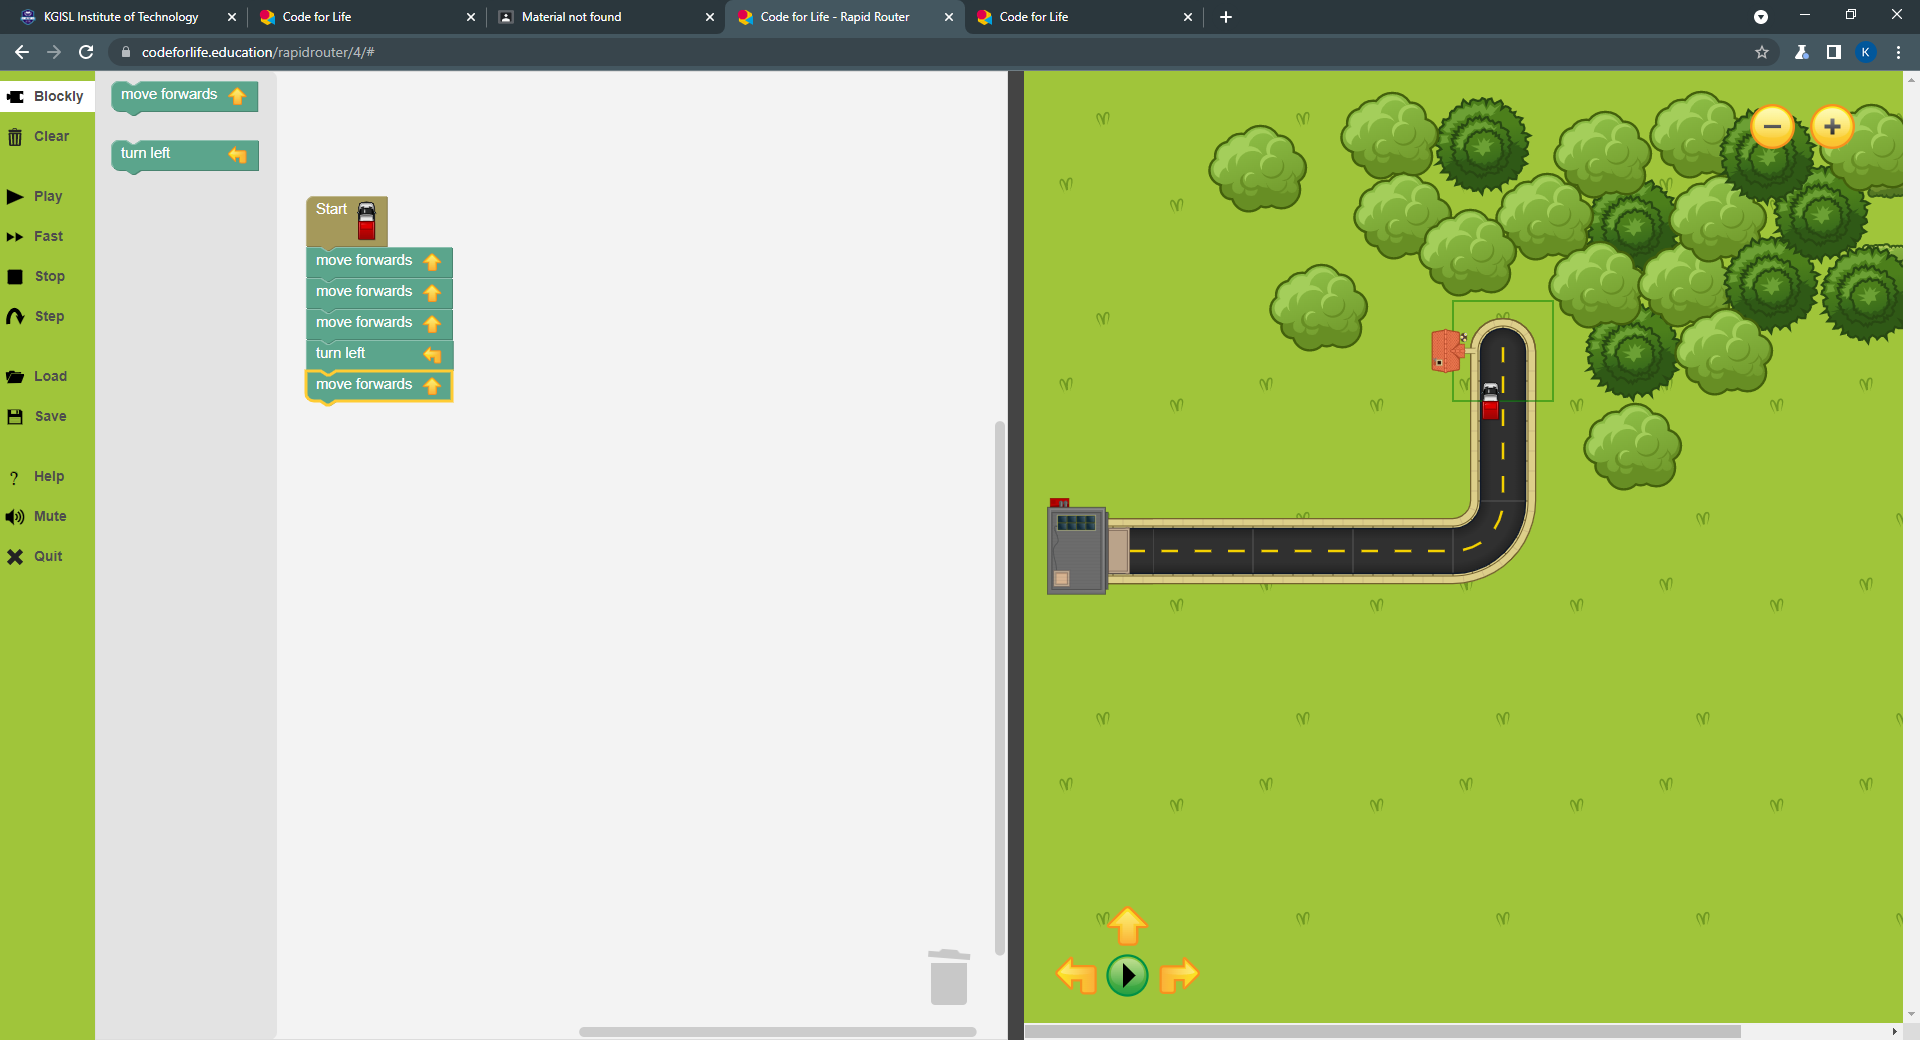 KGISL Institute of Technology
Code for Life
Material not found
Code for Life - Rapid Router
Code for Life
codeforlife.education/rapidrouter/4/#
K
Blockly
Clear
Play
Fast
Stop
Step
Load
Save
? Help
Mute
Quit
move forwards
turn left
Start
move forwards
move forwards
move forwards
turn left
move forwards